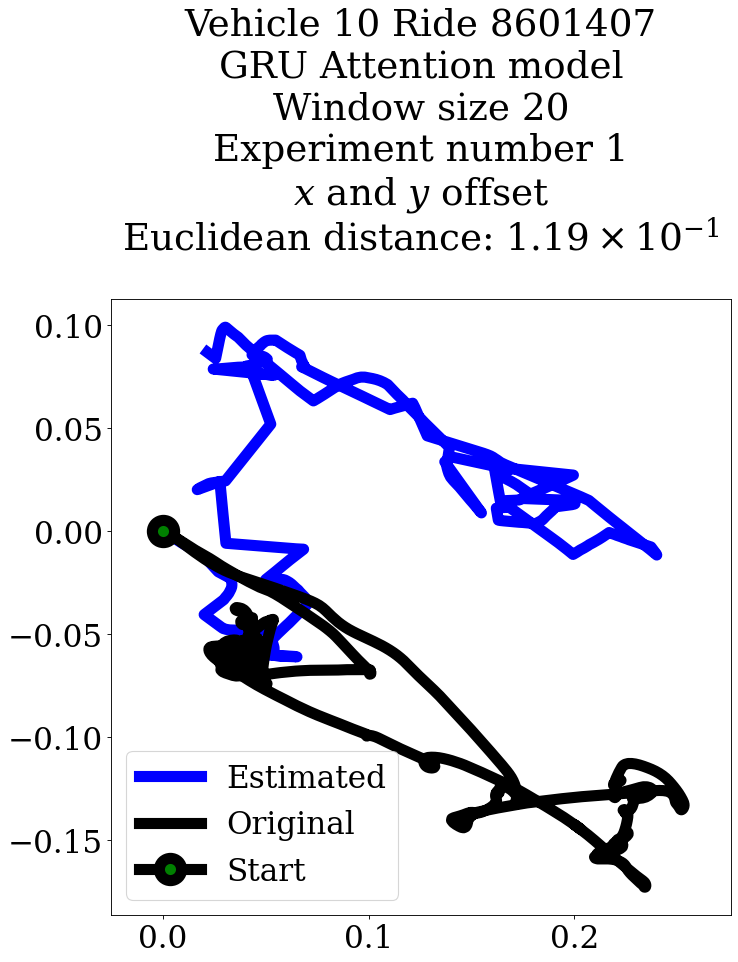 Vehicle 10 Ride 8601407
GRU Attention model
Window size 20
Experiment number 1
x and y offset
Euclidean distance: 1.19 × 10⁻¹
0.10
0.05
0.00
−0.05
−0.10
−0.15
Estimated
Original
Start
0.0 0.1 0.2